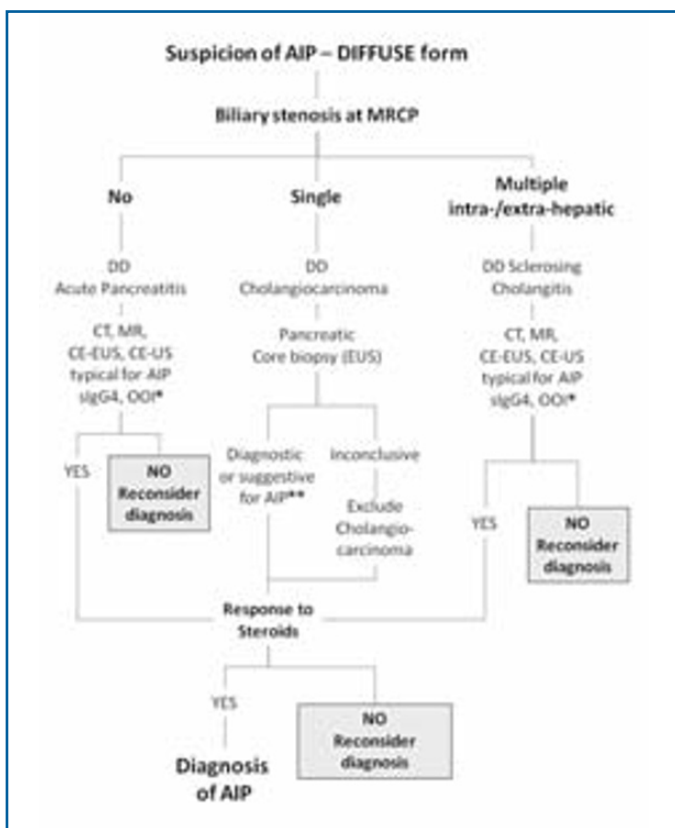 Suspicion of AIP – DIFFUSE form
Biliary stenosis at MRCP
No
Single
Multiple
intra-/extra-hepatic
DD
Acute Pancreatitis
DD
Cholangiocarcinoma
DD Sclerosing
Cholangitis
CT, MR,
CE-EUS, CE-US
typical for AIP
sIgG4, OOI*
Pancreatic
Core biopsy (EUS)
CT, MR,
CE-EUS, CE-US
typical for AIP
sIgG4, OOI*
YES
NO
Reconsider
diagnosis
Diagnostic
or suggestive
for AIP**
Inconclusive
Exclude
Cholangio-
carcinoma
YES
NO
Reconsider
diagnosis
Response to
Steroids
YES
NO
Reconsider
diagnosis
Diagnosis
of AIP